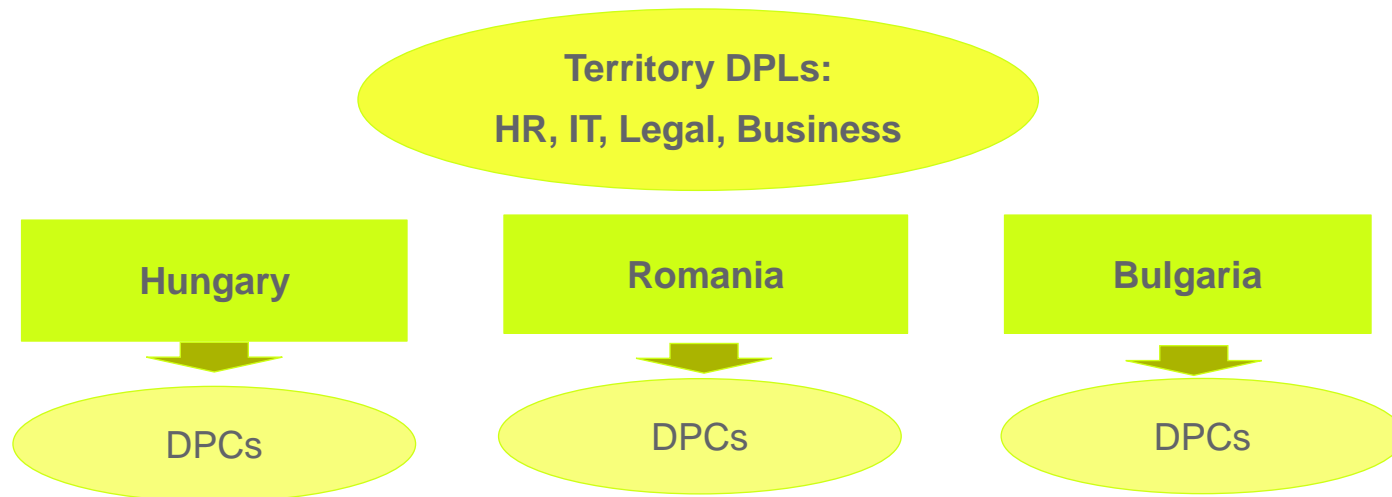 Territory DPLs:
HR, IT, Legal, Business
Hungary
Romania
Bulgaria
DPCs
DPCs
DPCs